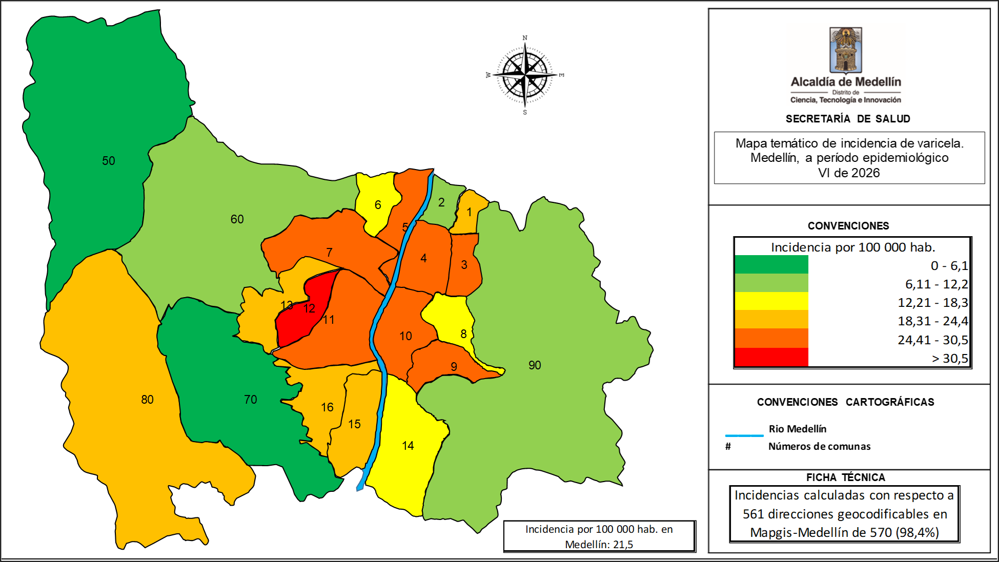 N
W
E
S
50
60
6
2
1
5
7
4
3
13
12
11
10
8
9
90
80
70
16
15
14
Incidencia por 100 000 hab. en
Medellín: 21,5
Alcaldía de Medellín
Distrito de
Ciencia, Tecnología e Innovación
SECRETARÍA DE SALUD
Mapa temático de incidencia de varicela.
Medellín, a período epidemiológico
VI de 2026
CONVENCIONES
Incidencia por 100 000 hab.
0 - 6,1
6,11 - 12,2
12,21 - 18,3
18,31 - 24,4
24,41 - 30,5
> 30,5
CONVENCIONES CARTOGRÁFICAS
Rio Medellín
# Números de comunas
FICHA TÉCNICA
Incidencias calculadas con respecto a
561 direcciones geocodificables en
Mapgis-Medellín de 570 (98,4%)